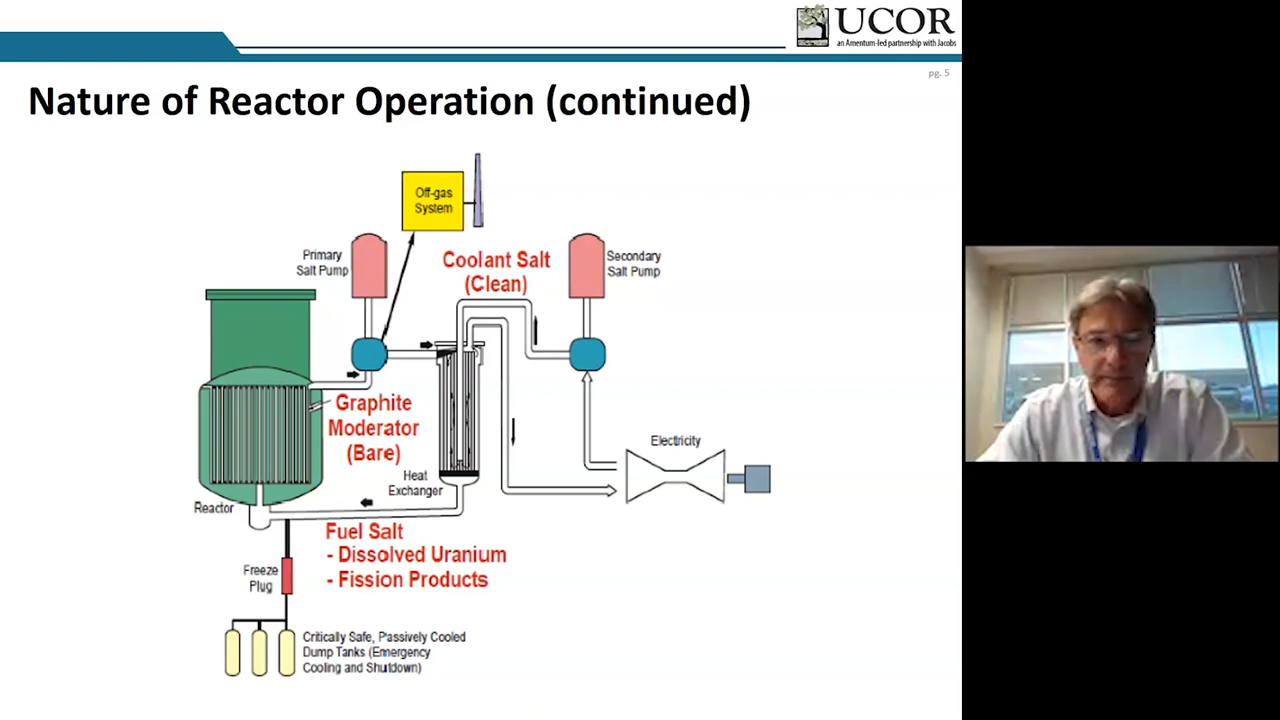 UCOR
an Amentum-led partnership with Jacobs
pg. 5
Nature of Reactor Operation (continued)
Off-gas
System
Primary
Salt Pump
Coolant Salt
(Clean)
Secondary
Salt Pump
Graphite
Moderator
(Bare)
Electricity
Heat
Exchanger
Reactor
Fuel Salt
- Dissolved Uranium
- Fission Products
Freeze
Plug
Critically Safe, Passively Cooled
Dump Tanks (Emergency
Cooling and Shutdown)